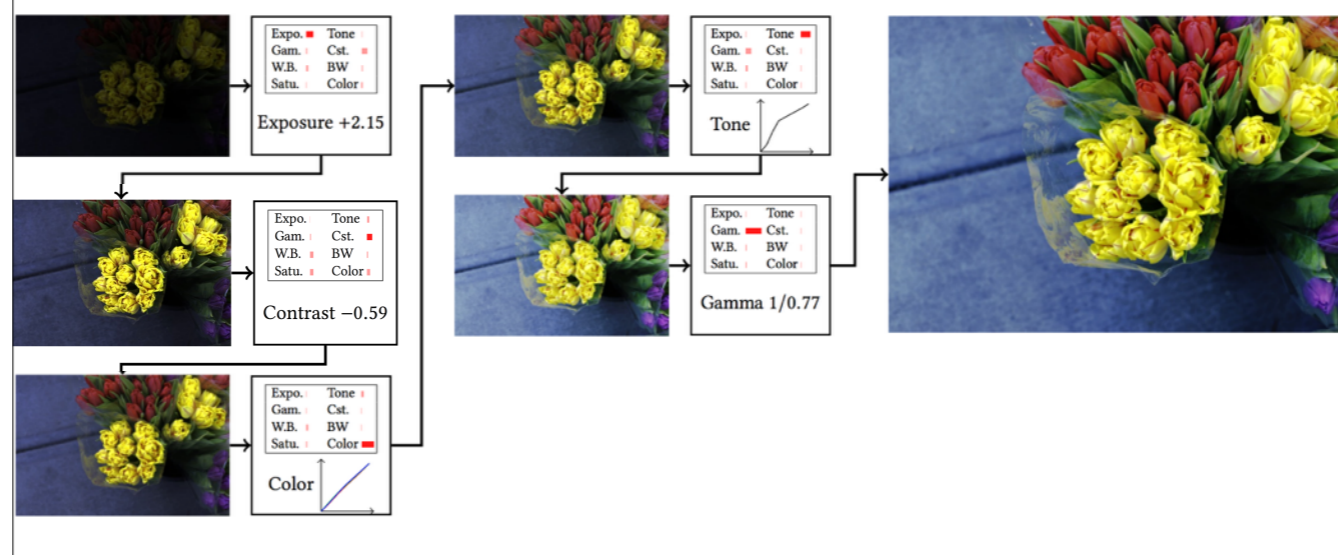 Expo. Tone
Gam. Cst.
W.B. BW
Satu. Color
Exposure +2.15
Expo. Tone
Gam. Cst.
W.B. BW
Satu. Color
Contrast −0.59
Expo. Tone
Gam. Cst.
W.B. BW
Satu. Color
Color
Expo. Tone
Gam. Cst.
W.B. BW
Satu. Color
Tone
Expo. Tone
Gam. Cst.
W.B. BW
Satu. Color
Gamma 1/0.77